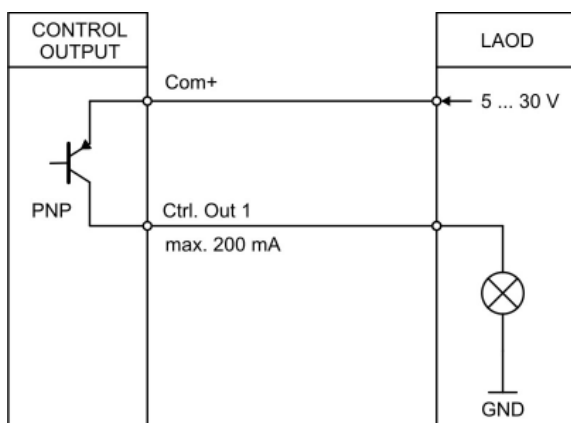 CONTROL
OUTPUT
LAOD
Com+
5 ... 30 V
PNP
Ctrl. Out 1
max. 200 mA
GND